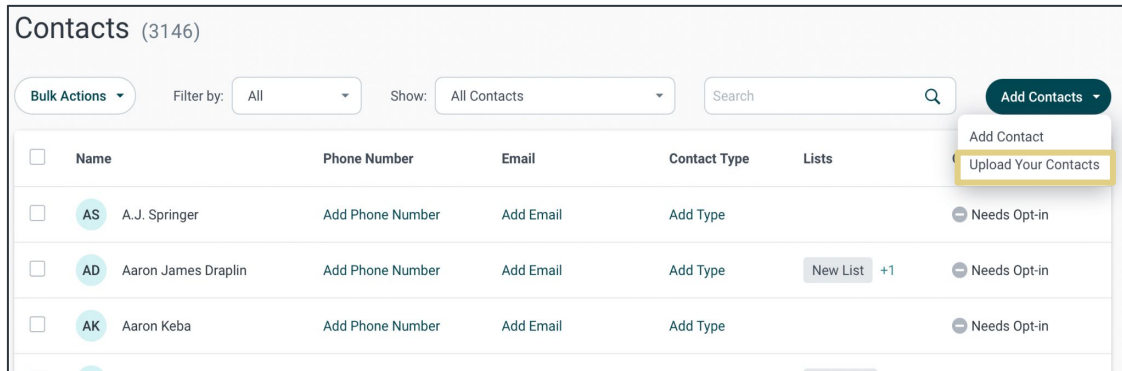 Contacts (3146)
Bulk Actions Filter by: All Show: All Contacts Search Add Contacts
Add Contact
Upload Your Contacts
Name Phone Number Email Contact Type Lists
AS A.J. Springer Add Phone Number Add Email Add Type Needs Opt-in
AD Aaron James Draplin Add Phone Number Add Email Add Type New List +1 Needs Opt-in
AK Aaron Keba Add Phone Number Add Email Add Type Needs Opt-in